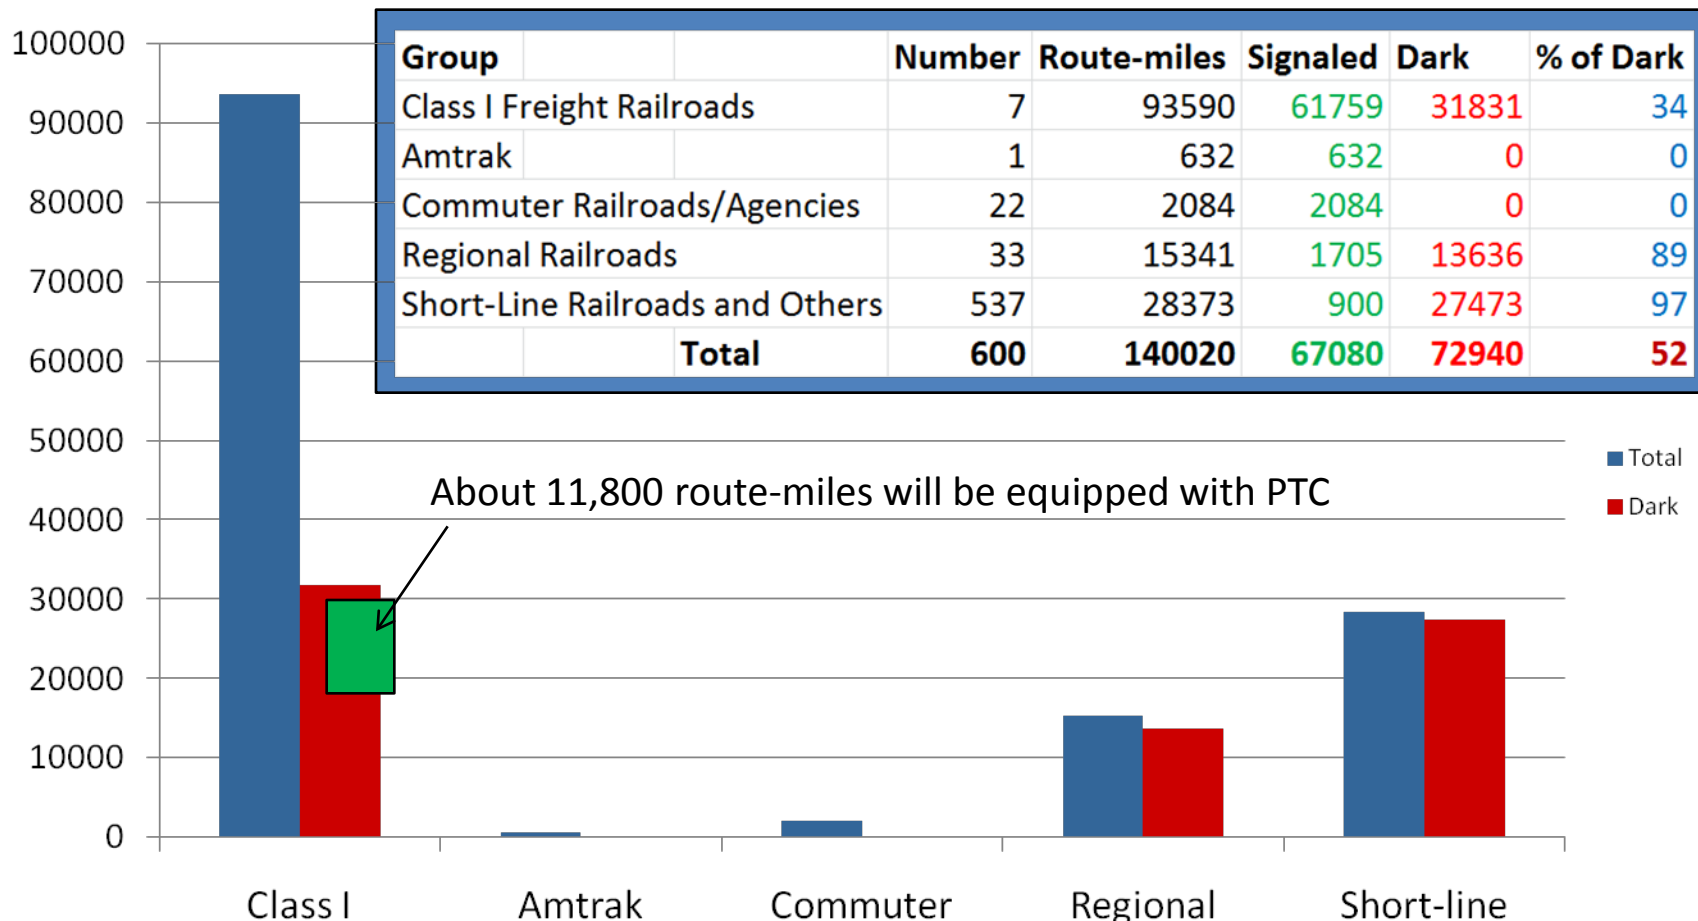 Group Number Route-miles Signaled Dark % of Dark
Class I Freight Railroads 7 93590 61759 31831 34
Amtrak 1 632 632 0 0
Commuter Railroads/Agencies 22 2084 2084 0 0
Regional Railroads 33 15341 1705 13636 89
Short-Line Railroads and Others 537 28373 900 27473 97
Total 600 140020 67080 72940 52
100000
90000
80000
70000
60000
50000
40000
30000
20000
10000
0
About 11,800 route-miles will be equipped with PTC
Total
Dark
Class I Amtrak Commuter Regional Short-line